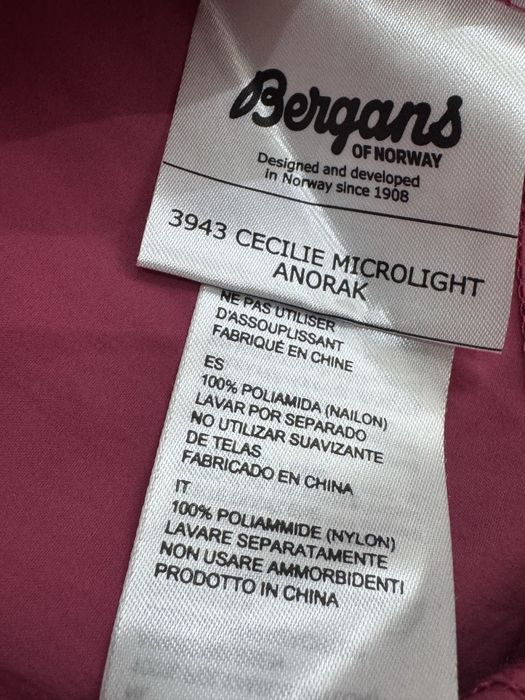 Bergans
OF NORWAY
Designed and developed
in Norway since 1908
3943 CECILIE MICROLIGHT
ANORAK
NE PAS UTILISER
D'ASSOUPLISSANT
FABRIQUÉ EN CHINE
ES
100% POLIAMIDA (NAILON)
LAVAR POR SEPARADO
NO UTILIZAR SUAVIZANTE
DE TELAS
FABRICADO EN CHINA
IT
100% POLIAMMIDE (NYLON)
LAVARE SEPARATAMENTE
NON USARE AMMORBIDENTI
PRODOTTO IN CHINA